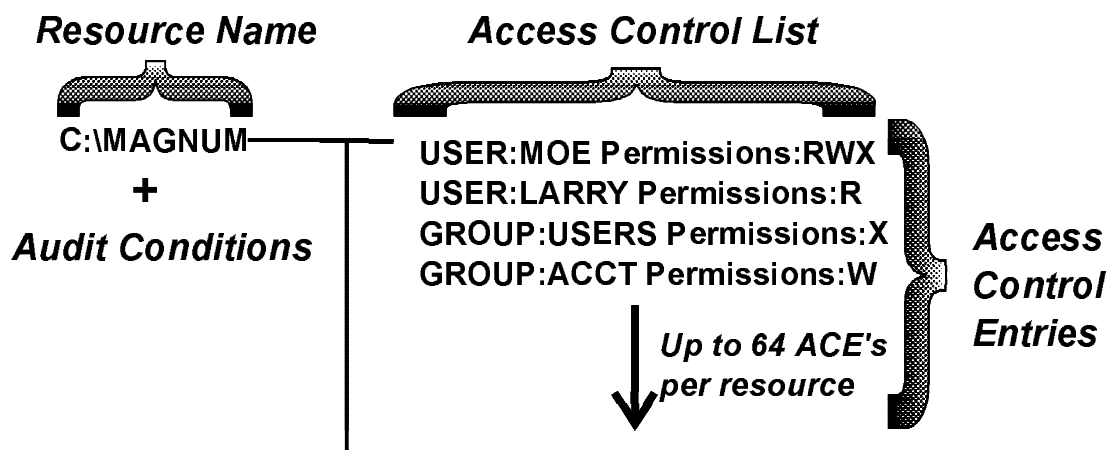 Resource Name
Access Control List
C:\MAGNUM
+
Audit Conditions
USER:MOE Permissions:RWX
USER:LARRY Permissions:R
GROUP:USERS Permissions:X
GROUP:ACCT Permissions:W
Up to 64 ACE's
per resource
Access
Control
Entries